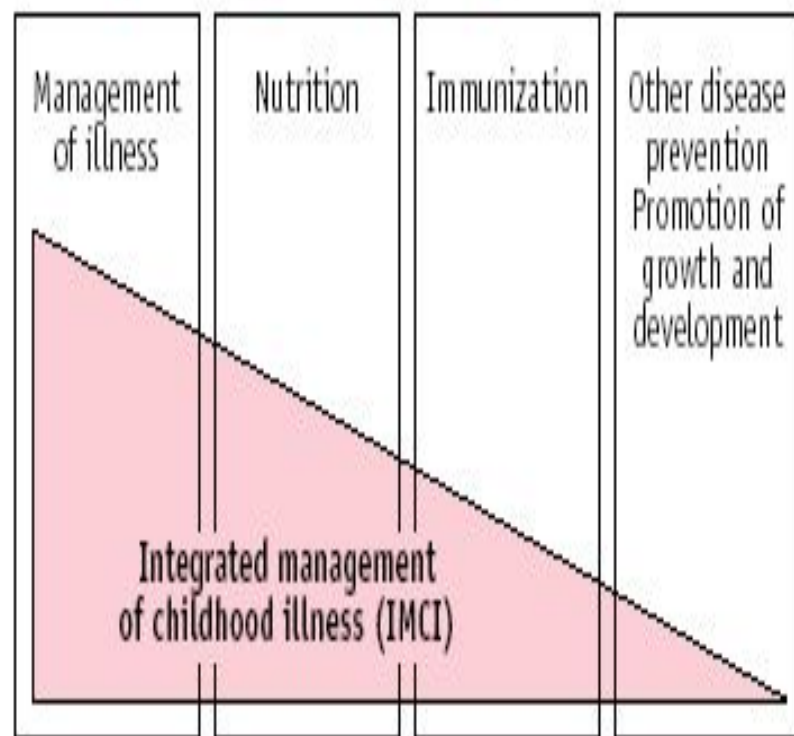 Management
of illness
Nutrition
Immunization
Other disease
prevention
Promotion of
growth and
development
Integrated management
of childhood illness (IMCI)